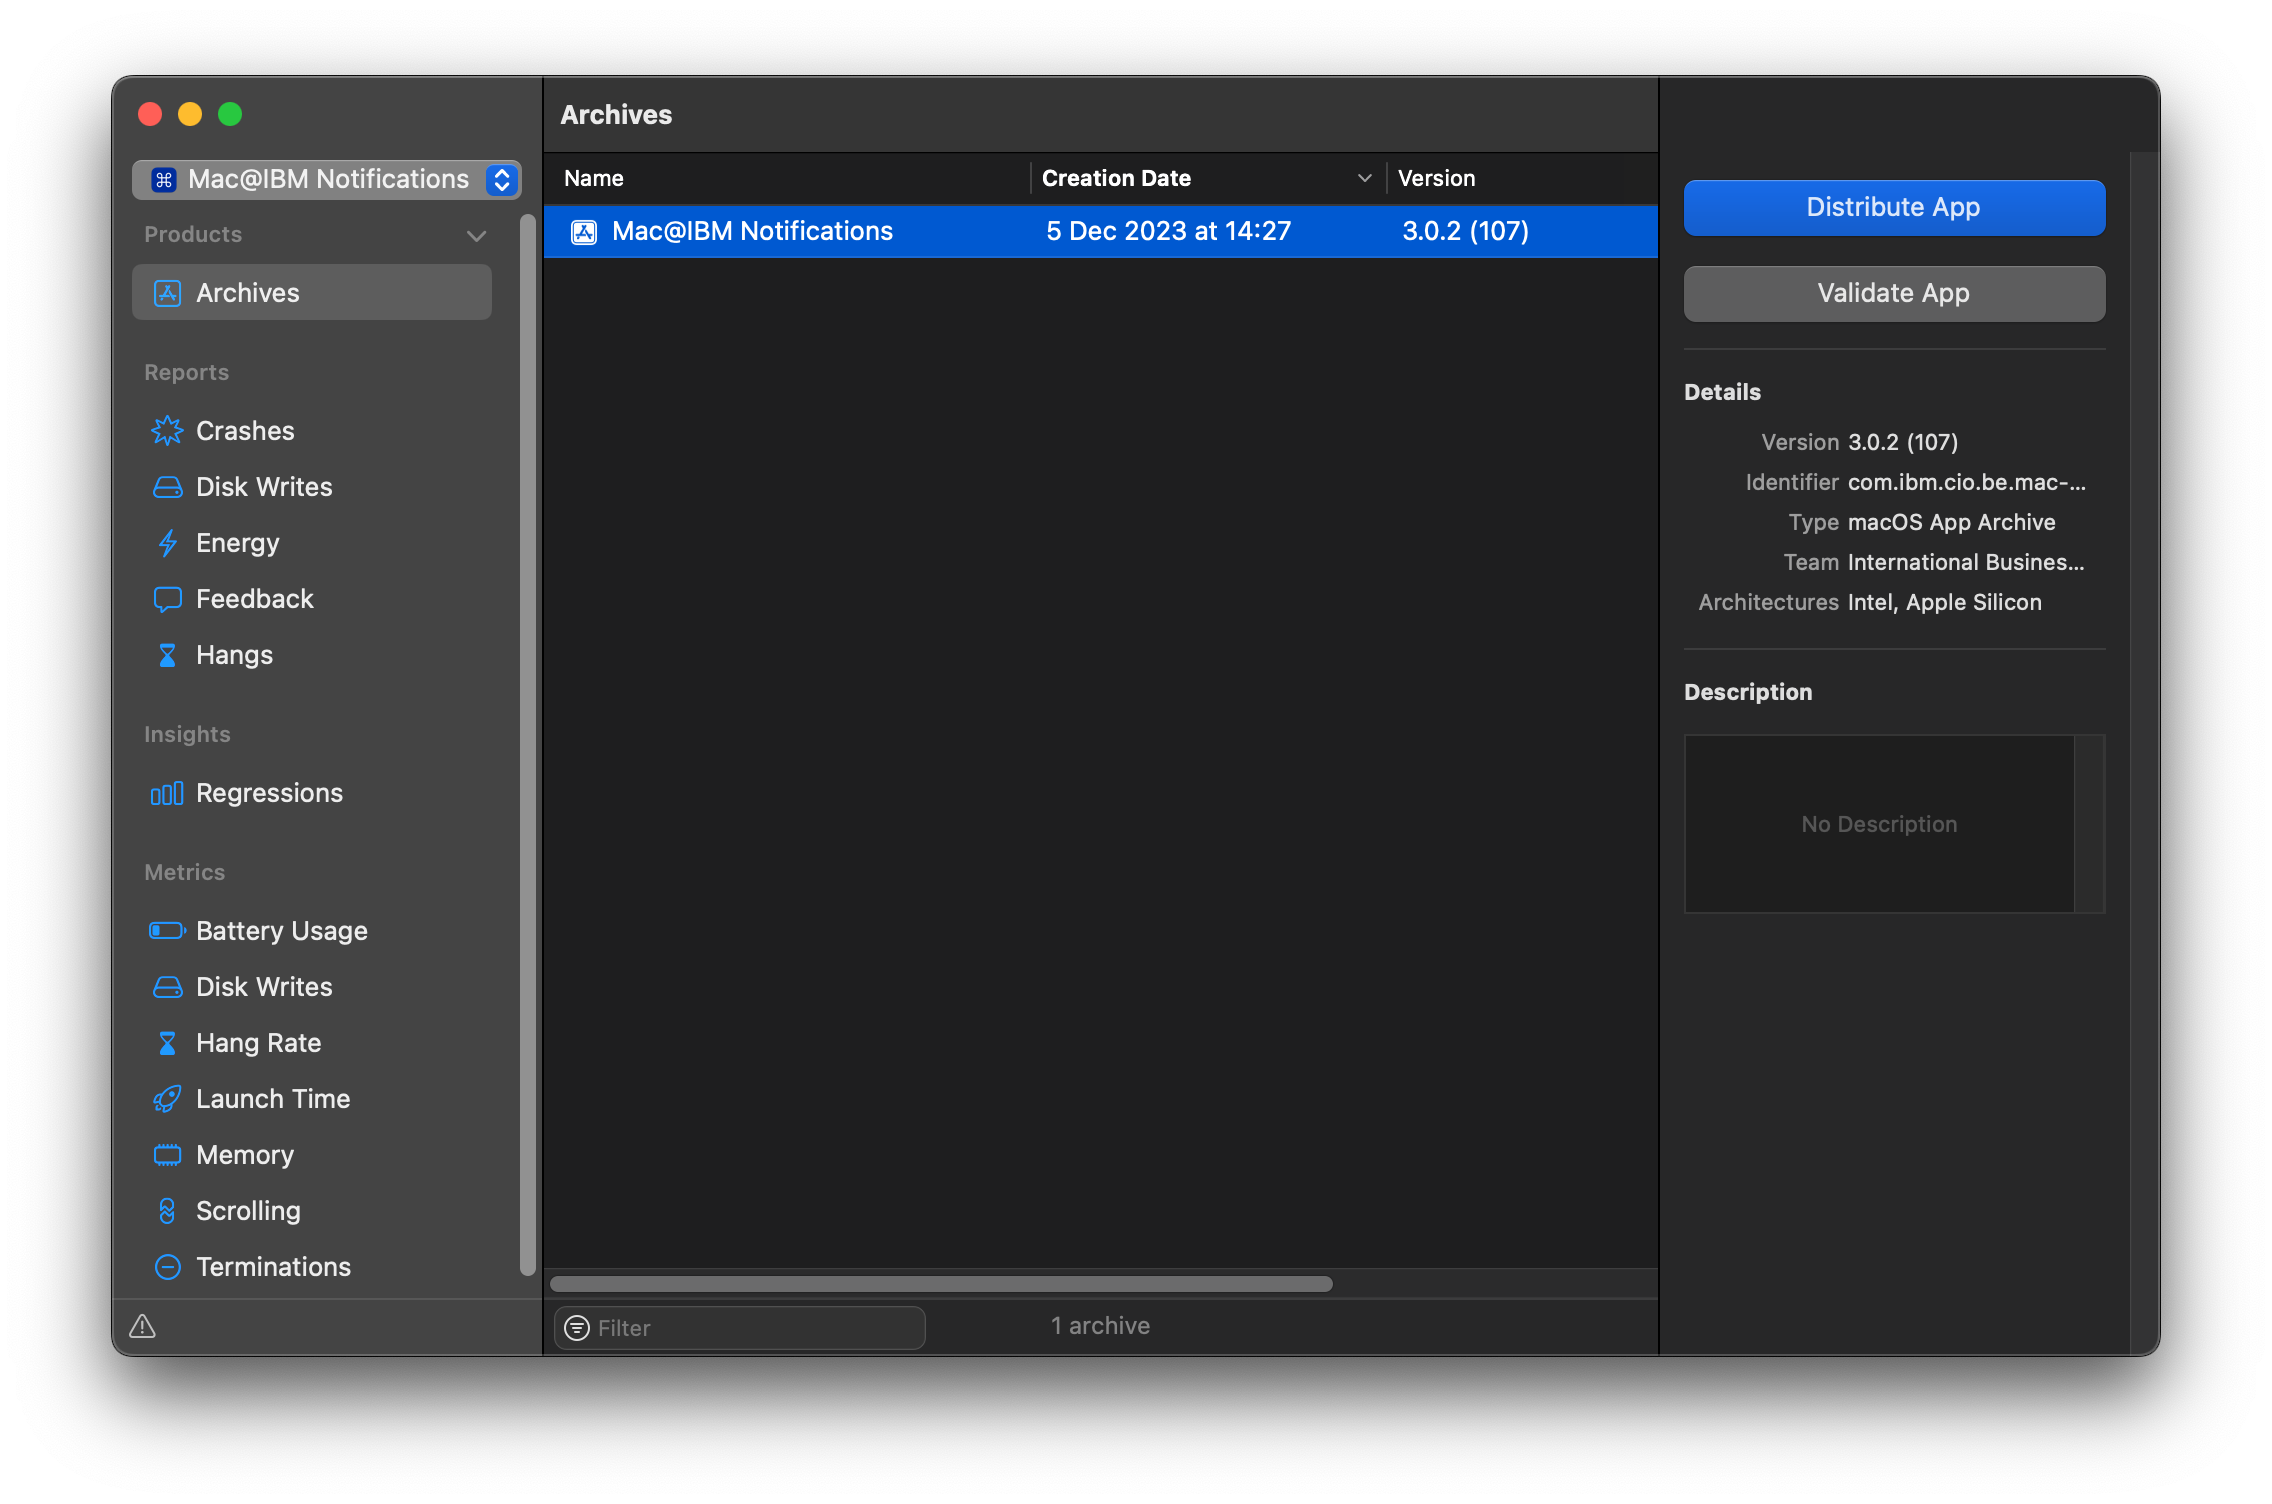 Mac@IBM Notifications
Products
Archives
Reports
Crashes
Disk Writes
Energy
Feedback
Hangs
Insights
Regressions
Metrics
Battery Usage
Disk Writes
Hang Rate
Launch Time
Memory
Scrolling
Terminations
Archives
Name Creation Date Version
Mac@IBM Notifications 5 Dec 2023 at 14:27 3.0.2 (107)
Filter 1 archive
Distribute App
Validate App
Details
Version 3.0.2 (107)
Identifier com.ibm.cio.be.mac-...
Type macOS App Archive
Team International Busines...
Architectures Intel, Apple Silicon
Description
No Description